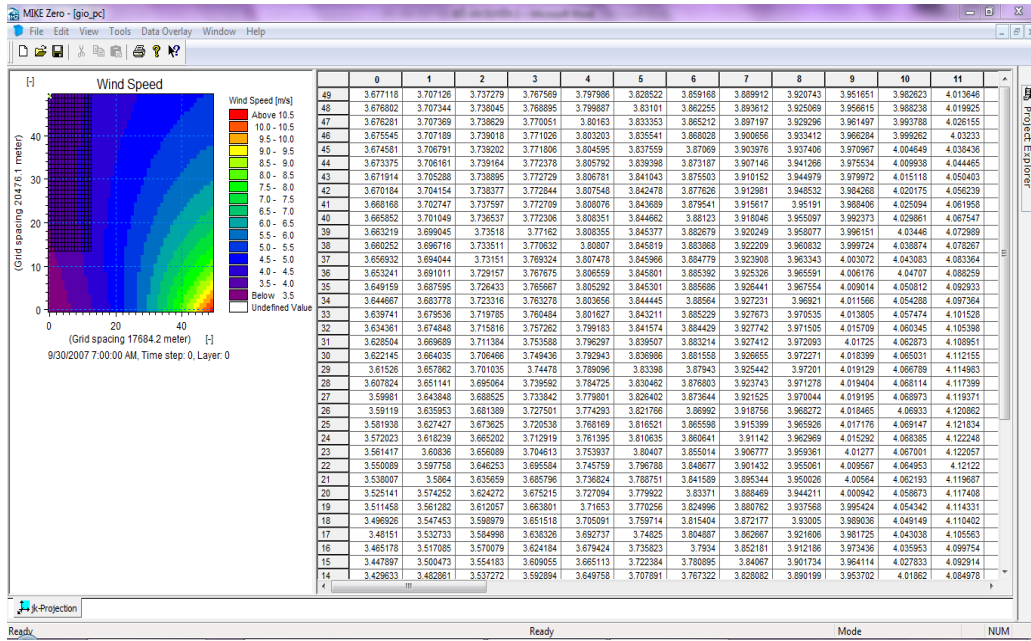 MIKE Zero - [gio_pc]
File Edit View Tools Data Overlay Window Help
[-] Wind Speed
Wind Speed [m/s]
Above 10.5
10.0 - 10.5
9.5 - 10.0
9.0 - 9.5
8.5 - 9.0
8.0 - 8.5
7.5 - 8.0
7.0 - 7.5
6.5 - 7.0
6.0 - 6.5
5.5 - 6.0
5.0 - 5.5
4.5 - 5.0
4.0 - 4.5
3.5 - 4.0
Below 3.5
Undefined Value
(Grid spacing 20476.1 meter)
40
30
20
10
0
0 20 40
(Grid spacing 17684.2 meter) [-]
9/30/2007 7:00:00 AM, Time step: 0, Layer: 0
0 1 2 3 4 5 6 7 8 9 10 11
49 3.677118 3.707126 3.737279 3.767569 3.797986 3.828522 3.859168 3.889912 3.920743 3.951651 3.982623 4.013646
48 3.676802 3.707344 3.738045 3.768895 3.799887 3.83101 3.862255 3.893612 3.925069 3.956615 3.988238 4.019925
47 3.676281 3.707369 3.738629 3.770051 3.80163 3.833353 3.865212 3.897197 3.929296 3.961497 3.993788 4.026155
46 3.675545 3.707189 3.739018 3.771026 3.803203 3.835541 3.868028 3.900656 3.933412 3.966284 3.999262 4.03233
45 3.674581 3.706791 3.739202 3.771806 3.804595 3.837559 3.87069 3.903976 3.937406 3.970967 4.004649 4.038436
44 3.673375 3.706161 3.739164 3.772378 3.805792 3.839398 3.873187 3.907146 3.941266 3.975534 4.009938 4.044465
43 3.671914 3.705288 3.738895 3.772729 3.806781 3.841043 3.875503 3.910152 3.944979 3.979972 4.015118 4.050403
42 3.670184 3.704154 3.738377 3.772844 3.807548 3.842478 3.877626 3.912981 3.948532 3.984268 4.020175 4.056239
41 3.668168 3.702747 3.737597 3.772709 3.808076 3.843689 3.879541 3.915617 3.95191 3.988406 4.025094 4.061958
40 3.665852 3.701049 3.736537 3.772306 3.808351 3.844662 3.88123 3.918046 3.955097 3.992373 4.029861 4.067547
39 3.663219 3.699045 3.73518 3.77162 3.808355 3.845377 3.882679 3.920249 3.958077 3.996151 4.03446 4.072989
38 3.660252 3.696716 3.733511 3.770632 3.80807 3.845819 3.883868 3.922209 3.960832 3.999724 4.038874 4.078267
37 3.656932 3.694044 3.73151 3.769324 3.807478 3.845966 3.884779 3.923908 3.963343 4.003072 4.043083 4.083364
36 3.653241 3.691011 3.729157 3.767675 3.806559 3.845801 3.885392 3.925326 3.965591 4.006176 4.04707 4.088259
35 3.649159 3.687595 3.726433 3.765667 3.805292 3.845301 3.885686 3.926441 3.967554 4.009014 4.050812 4.092933
34 3.644667 3.683778 3.723316 3.763278 3.803656 3.844445 3.88564 3.927231 3.96921 4.011566 4.054288 4.097364
33 3.639741 3.679536 3.719785 3.760484 3.801627 3.843211 3.885229 3.927673 3.970535 4.013805 4.057474 4.101528
32 3.634361 3.674848 3.715816 3.757262 3.799183 3.841574 3.884429 3.927742 3.971505 4.015709 4.060345 4.105398
31 3.628504 3.669689 3.711384 3.753588 3.796297 3.839507 3.883214 3.927412 3.972093 4.01725 4.062873 4.108951
30 3.622145 3.664035 3.706466 3.749436 3.792943 3.836986 3.881558 3.926655 3.972271 4.018399 4.065031 4.112155
29 3.61526 3.657862 3.701035 3.74478 3.789096 3.83398 3.87943 3.925442 3.97201 4.019129 4.066789 4.114983
28 3.607824 3.651141 3.695064 3.739592 3.784725 3.830462 3.876803 3.923743 3.971278 4.019404 4.068114 4.117399
27 3.59981 3.643848 3.688525 3.733842 3.779801 3.826402 3.873644 3.921525 3.970044 4.019195 4.068973 4.119371
26 3.59119 3.635953 3.681389 3.727501 3.774293 3.821766 3.86992 3.918756 3.968272 4.018465 4.06933 4.120862
25 3.581938 3.627427 3.673625 3.720538 3.768169 3.816521 3.865598 3.915399 3.965926 4.017176 4.069147 4.121834
24 3.572023 3.618239 3.665202 3.712919 3.761395 3.810635 3.860641 3.91142 3.962969 4.015292 4.068385 4.122248
23 3.561417 3.60836 3.656089 3.704613 3.753937 3.80407 3.855014 3.906777 3.959361 4.01277 4.067001 4.122057
22 3.550089 3.597758 3.646253 3.695584 3.745759 3.796788 3.848677 3.901432 3.955061 4.009567 4.064953 4.12122
21 3.538007 3.5864 3.635659 3.685796 3.736824 3.788751 3.841589 3.895344 3.950026 4.00564 4.062193 4.119687
20 3.525141 3.574252 3.624272 3.675215 3.727094 3.779922 3.83371 3.888469 3.944211 4.000942 4.058673 4.117408
19 3.511458 3.561282 3.612057 3.663801 3.71653 3.770256 3.824996 3.880762 3.937568 3.995424 4.054342 4.114331
18 3.496926 3.547453 3.598979 3.651518 3.705091 3.759714 3.815404 3.872177 3.93005 3.989036 4.049149 4.110402
17 3.48151 3.532733 3.584998 3.638326 3.692737 3.74825 3.804887 3.862667 3.921606 3.981725 4.043038 4.105563
16 3.465178 3.517085 3.570079 3.624184 3.679424 3.735823 3.7934 3.852181 3.912186 3.973436 4.035953 4.099754
15 3.447897 3.500473 3.554183 3.609055 3.665113 3.722384 3.780895 3.84067 3.901734 3.964114 4.027833 4.092914
14 3.429633 3.482861 3.537272 3.592894 3.649758 3.707891 3.767322 3.828082 3.890199 3.953702 4.01862 4.084978
Project Explorer
jk-Projection
Ready Ready Mode NUM